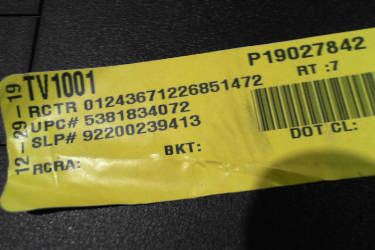 P19027842
TV1001
RT :7
RCTR 01243671226851472
UPC# 5381834072
SLP# 92200239413
DOT CL:
BKT:
RCRA:
12-29 19